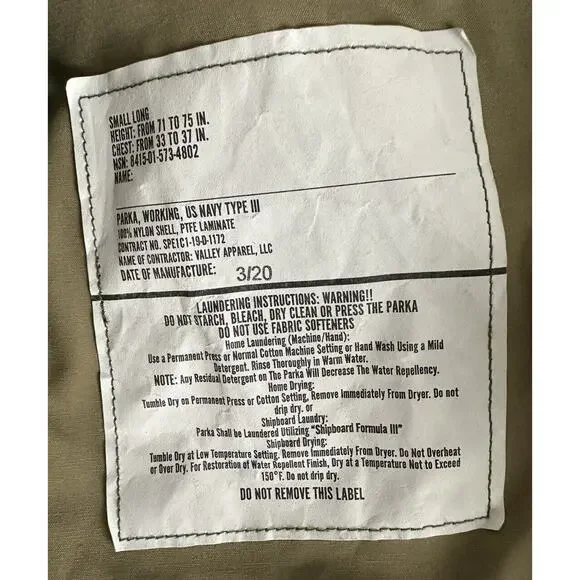 SMALL LONG
HEIGHT: FROM 71 TO 75 IN.
CHEST: FROM 33 TO 37 IN.
NSN: 8415-01-573-4802
NAME:
PARKA, WORKING, US NAVY TYPE III
100% NYLON SHELL, PTFE LAMINATE
CONTRACT NO. SPE1C1-19-D-1172
NAME OF CONTRACTOR: VALLEY APPAREL, LLC
DATE OF MANUFACTURE: 3/20
LAUNDERING INSTRUCTIONS: WARNING!!
DO NOT STARCH, BLEACH, DRY CLEAN OR PRESS THE PARKA
DO NOT USE FABRIC SOFTENERS
Home Laundering (Machine/Hand):
Use a Permanent Press or Normal Cotton Machine Setting or Hand Wash Using a Mild
Detergent. Rinse Thoroughly in Warm Water.
NOTE: Any Residual Detergent on The Parka Will Decrease The Water Repellency.
Home Drying:
Tumble Dry on Permanent Press or Cotton Setting, Remove Immediately From Dryer. Do not
drip dry. or
Shipboard Laundry:
Parka Shall be Laundered Utilizing "Shipboard Formula III"
Shipboard Drying:
Tumble Dry at Low Temperature Setting. Remove Immediately From Dryer. Do Not Overheat
or Over Dry. For Restoration of Water Repellent Finish, Dry at a Temperature Not to Exceed
150°F. Do not drip dry.
DO NOT REMOVE THIS LABEL